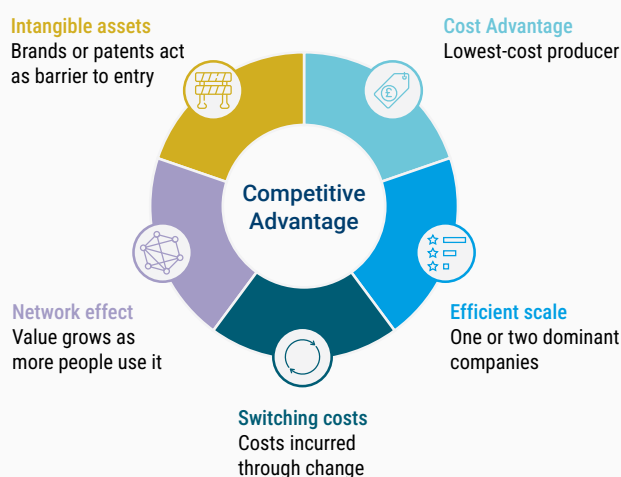 Intangible assets
Brands or patents act
as barrier to entry
Cost Advantage
Lowest-cost producer
£
Competitive
Advantage
Network effect
Value grows as
more people use it
Efficient scale
One or two dominant
companies
Switching costs
Costs incurred
through change